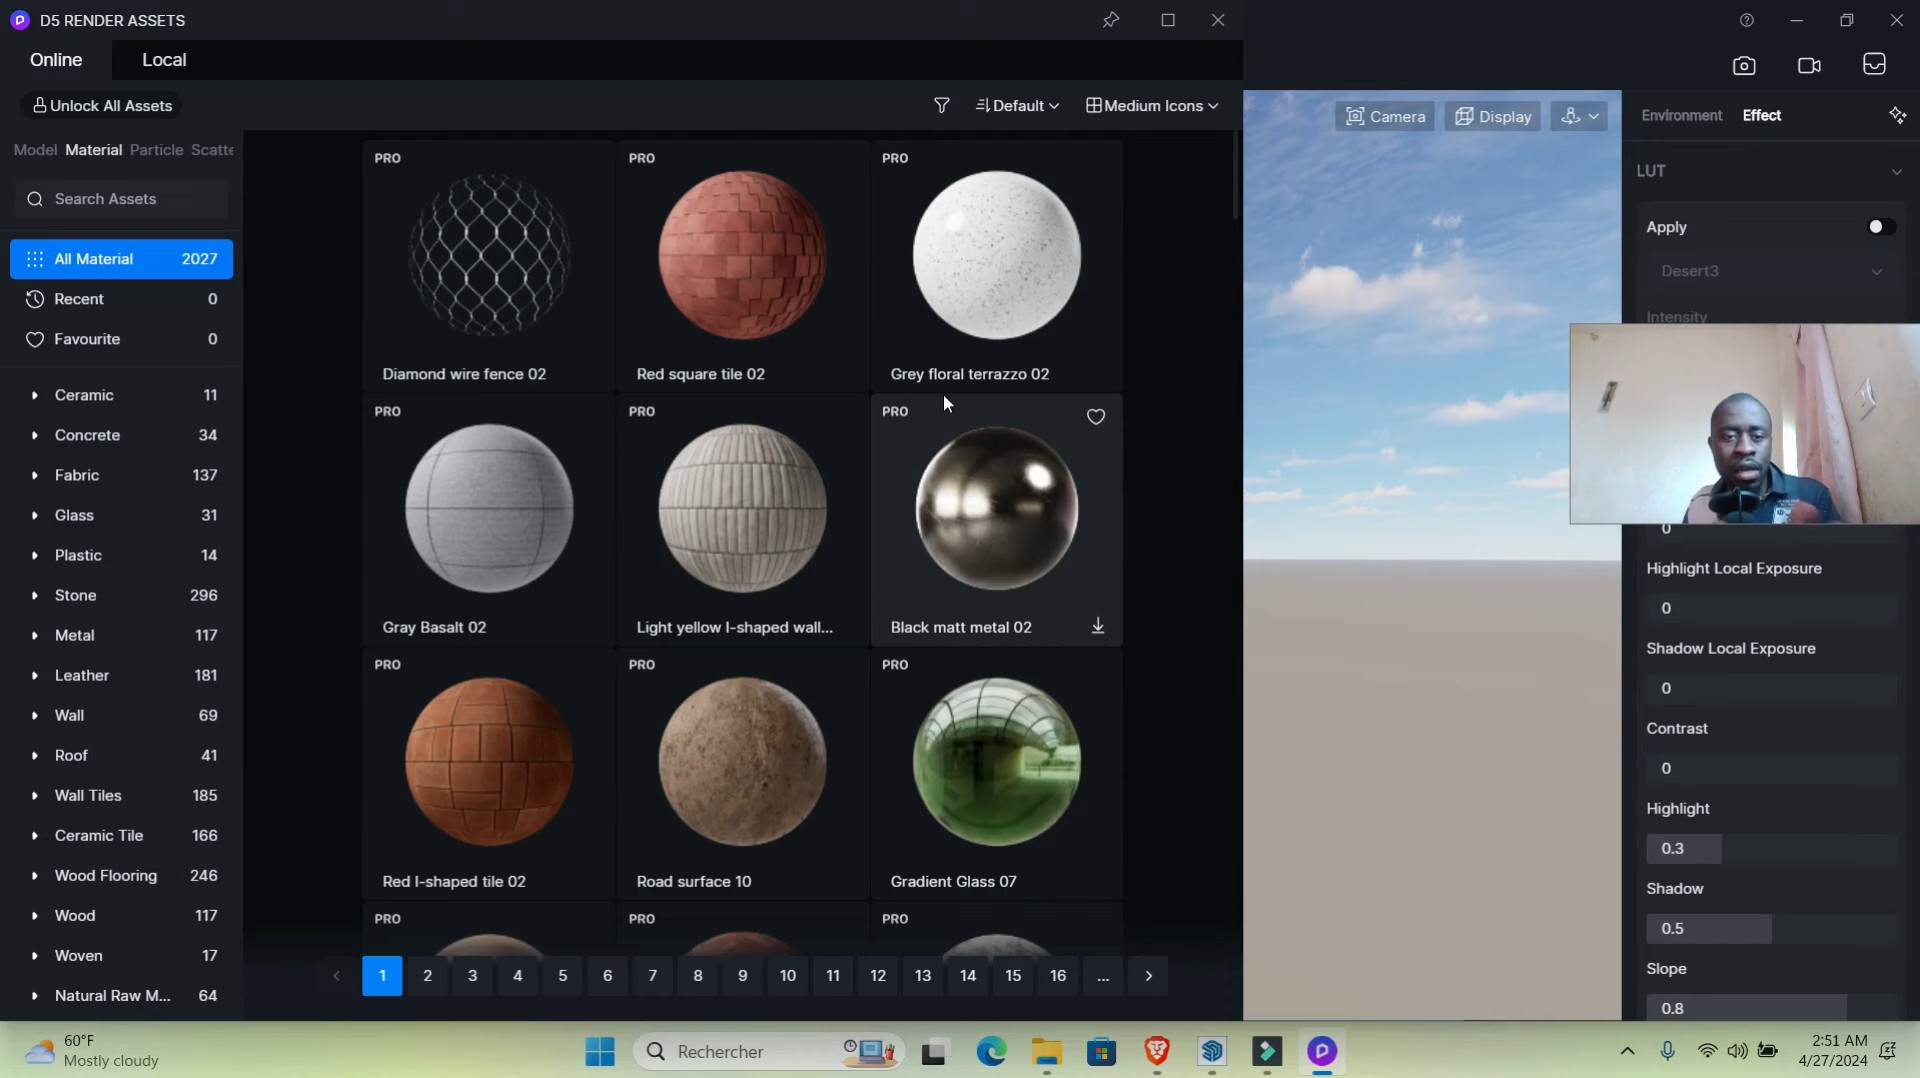 D5 RENDER ASSETS
Online
Local
Unlock All Assets
Default
Medium Icons
Model
Material
Particle
Scatte
Search Assets
All Material 2027
Recent 0
Favourite 0
Ceramic 11
Concrete 34
Fabric 137
Glass 31
Plastic 14
Stone 296
Metal 117
Leather 181
Wall 69
Roof 41
Wall Tiles 185
Ceramic Tile 166
Wood Flooring 246
Wood 117
Woven 17
Natural Raw M... 64
PRO
Diamond wire fence 02
PRO
Red square tile 02
PRO
Grey floral terrazzo 02
PRO
Gray Basalt 02
PRO
Light yellow I-shaped wall...
PRO
Black matt metal 02
PRO
Red I-shaped tile 02
PRO
Road surface 10
PRO
Gradient Glass 07
PRO
PRO
PRO
1 2 3 4 5 6 7 8 9 10 11 12 13 14 15 16 ...
Camera
Display
Environment
Effect
LUT
Apply
Desert3
Intensity
0
Highlight Local Exposure
0
Shadow Local Exposure
0
Contrast
0
Highlight
0.3
Shadow
0.5
Slope
0.8
60°F
Mostly cloudy
Rechercher
2:51 AM
4/27/2024